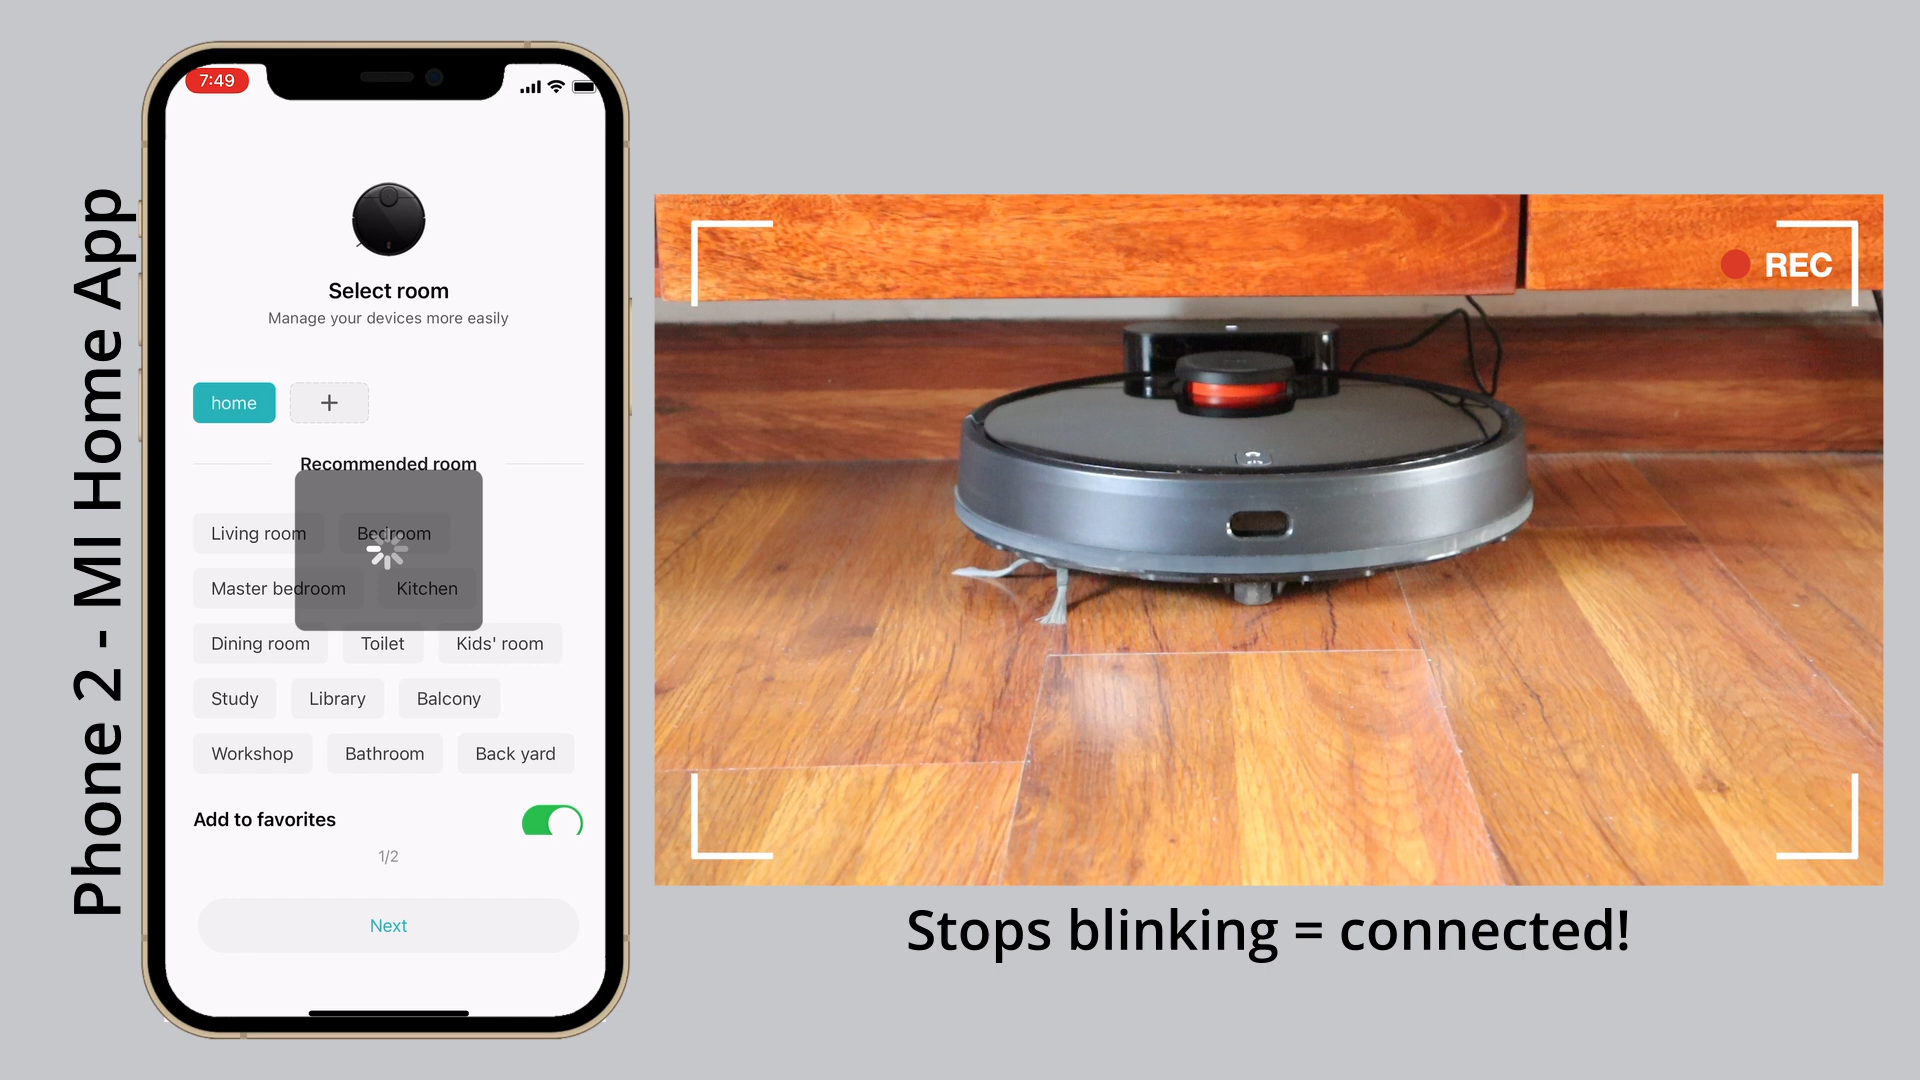 Phone 2 - MI Home App
7:49
Select room
Manage your devices more easily
home +
Recommended room
Living room Bedroom
Master bedroom Kitchen
Dining room Toilet Kids' room
Study Library Balcony
Workshop Bathroom Back yard
Add to favorites
1/2
Next
REC
Stops blinking = connected!